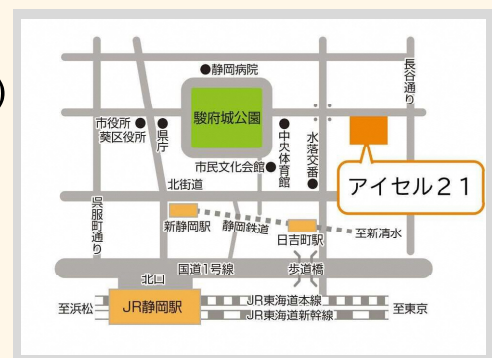 )
静岡病院
長谷通り
駿府城公園
市役所
葵区役所
県庁
中央体育館
水落交番
市民文化会館
アイセル21
北街道
呉服町通り
新静岡駅
静岡鉄道
日吉町駅
至新清水
国道1号線
歩道橋
北口
至浜松
JR静岡駅
JR東海道本線
JR東海道新幹線
至東京